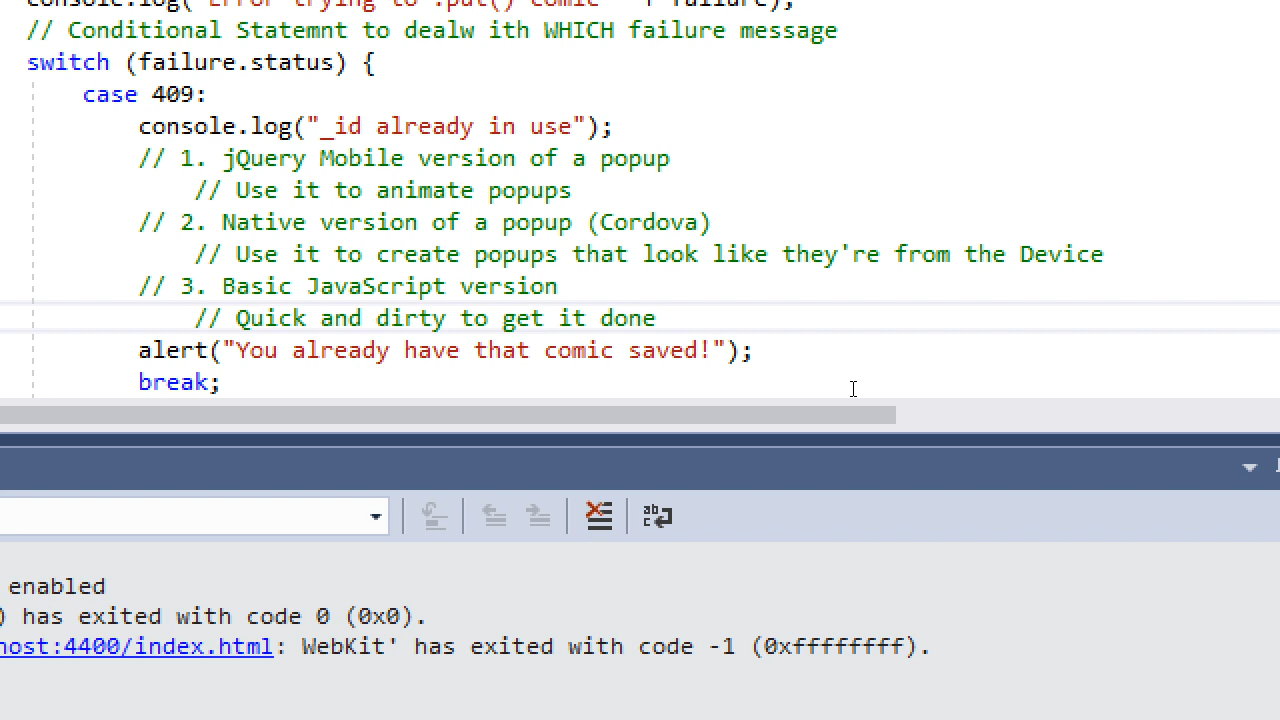 console.log("Error trying to .put() comic " + failure);
// Conditional Statemnt to dealw ith WHICH failure message
switch (failure.status) {
case 409:
console.log("_id already in use");
// 1. jQuery Mobile version of a popup
// Use it to animate popups
// 2. Native version of a popup (Cordova)
// Use it to create popups that look like they're from the Device
// 3. Basic JavaScript version
// Quick and dirty to get it done
alert("You already have that comic saved!");
break;
enabled
) has exited with code 0 (0x0).
host:4400/index.html: WebKit' has exited with code -1 (0xffffffff).